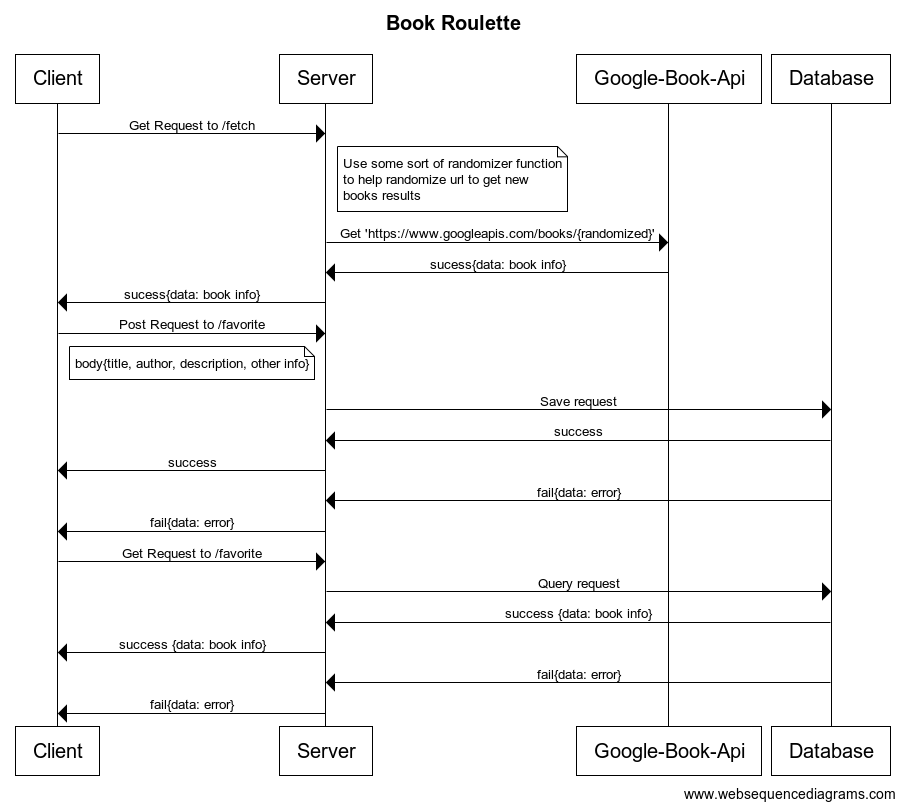 Book Roulette
Client
Server
Google-Book-Api
Database
Get Request to /fetch
Use some sort of randomizer function
to help randomize url to get new
books results
Get 'https://www.googleapis.com/books/{randomized}'
sucess{data: book info}
sucess{data: book info}
Post Request to /favorite
body{title, author, description, other info}
Save request
success
success
fail{data: error}
fail{data: error}
Get Request to /favorite
Query request
success {data: book info}
success {data: book info}
fail{data: error}
fail{data: error}
Client
Server
Google-Book-Api
Database
www.websequencediagrams.com